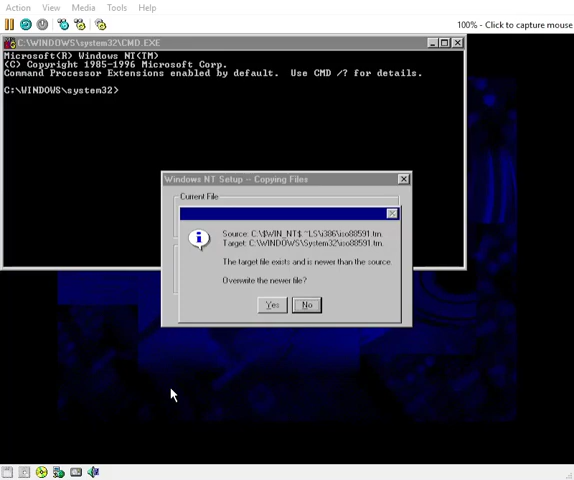 Action View Media Tools Help
100% - Click to capture mouse
C:\WINDOWS\system32\CMD.EXE
Microsoft(R) Windows NT(TM)
(C) Copyright 1985-1996 Microsoft Corp.
Command Processor Extensions enabled by default. Use CMD /? for details.
C:\WINDOWS\system32>
Windows NT Setup -- Copying Files
Current File
Source: C:\$WIN_NT$.~LS\i386\iso88591.trn.
Target: C:\WINDOWS\System32\iso88591.trn.
The target file exists and is newer than the source.
Overwrite the newer file?
Yes No